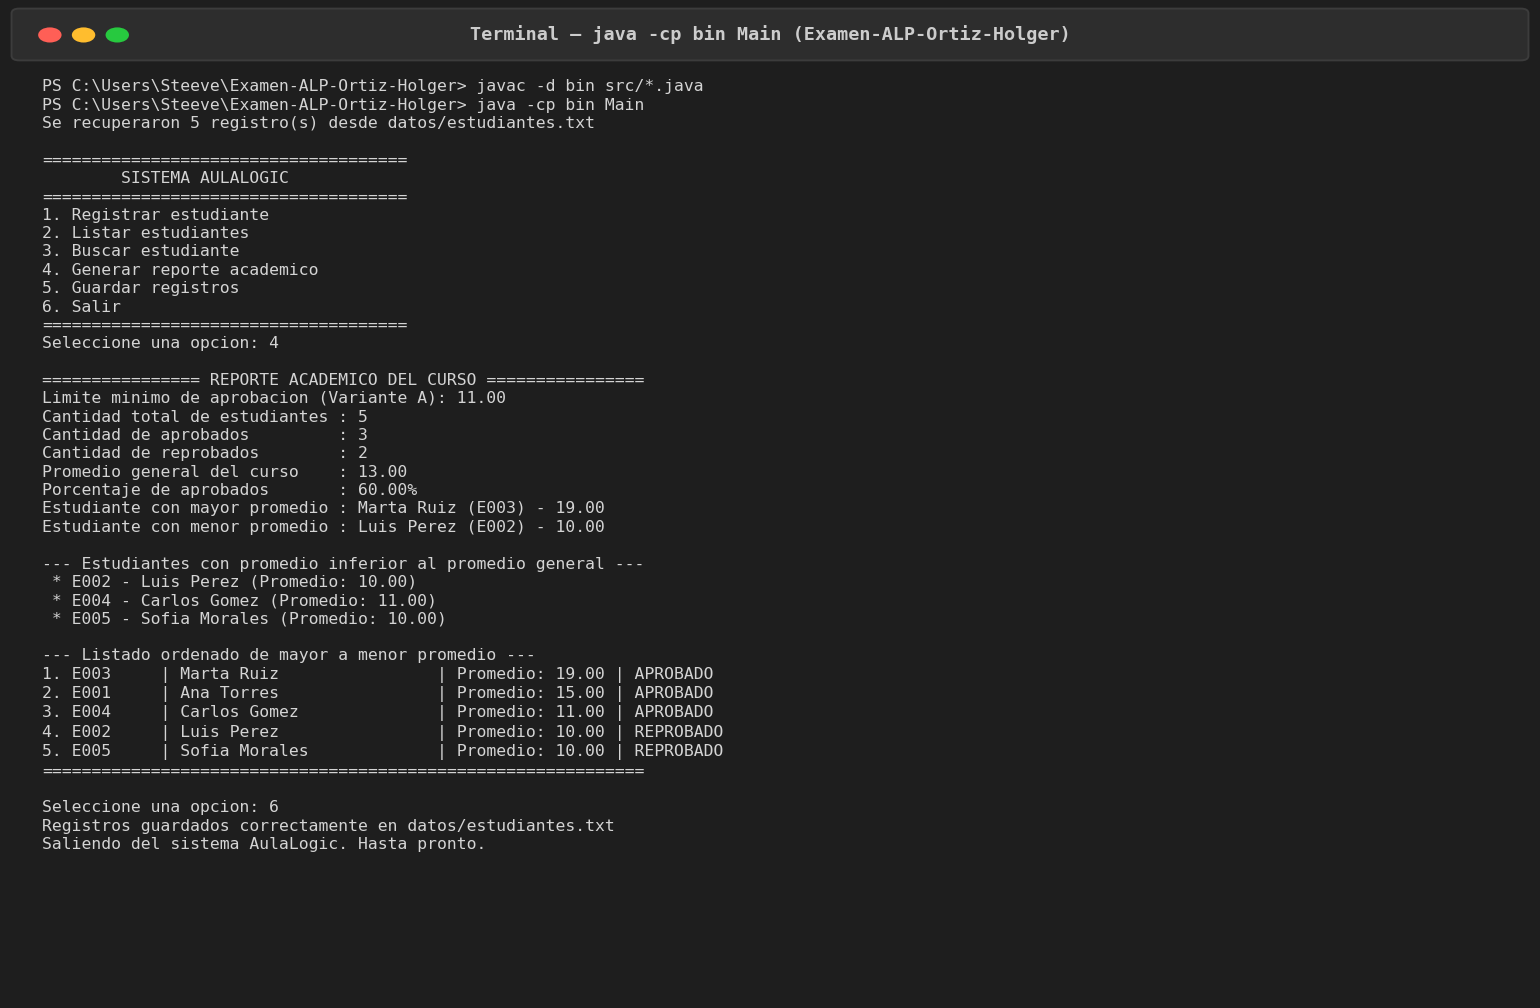 Terminal — java -cp bin Main (Examen-ALP-Ortiz-Holger)
PS C:\Users\Steeve\Examen-ALP-Ortiz-Holger> javac -d bin src/*.java
PS C:\Users\Steeve\Examen-ALP-Ortiz-Holger> java -cp bin Main
Se recuperaron 5 registro(s) desde datos/estudiantes.txt
=====================================
        SISTEMA AULALOGIC
=====================================
1. Registrar estudiante
2. Listar estudiantes
3. Buscar estudiante
4. Generar reporte academico
5. Guardar registros
6. Salir
=====================================
Seleccione una opcion: 4
================ REPORTE ACADEMICO DEL CURSO ================
Limite minimo de aprobacion (Variante A): 11.00
Cantidad total de estudiantes : 5
Cantidad de aprobados         : 3
Cantidad de reprobados        : 2
Promedio general del curso    : 13.00
Porcentaje de aprobados       : 60.00%
Estudiante con mayor promedio : Marta Ruiz (E003) - 19.00
Estudiante con menor promedio : Luis Perez (E002) - 10.00
--- Estudiantes con promedio inferior al promedio general ---
 * E002 - Luis Perez (Promedio: 10.00)
 * E004 - Carlos Gomez (Promedio: 11.00)
 * E005 - Sofia Morales (Promedio: 10.00)
--- Listado ordenado de mayor a menor promedio ---
1. E003     | Marta Ruiz                | Promedio: 19.00 | APROBADO
2. E001     | Ana Torres                | Promedio: 15.00 | APROBADO
3. E004     | Carlos Gomez              | Promedio: 11.00 | APROBADO
4. E002     | Luis Perez                | Promedio: 10.00 | REPROBADO
5. E005     | Sofia Morales             | Promedio: 10.00 | REPROBADO
=============================================================
Seleccione una opcion: 6
Registros guardados correctamente en datos/estudiantes.txt
Saliendo del sistema AulaLogic. Hasta pronto.